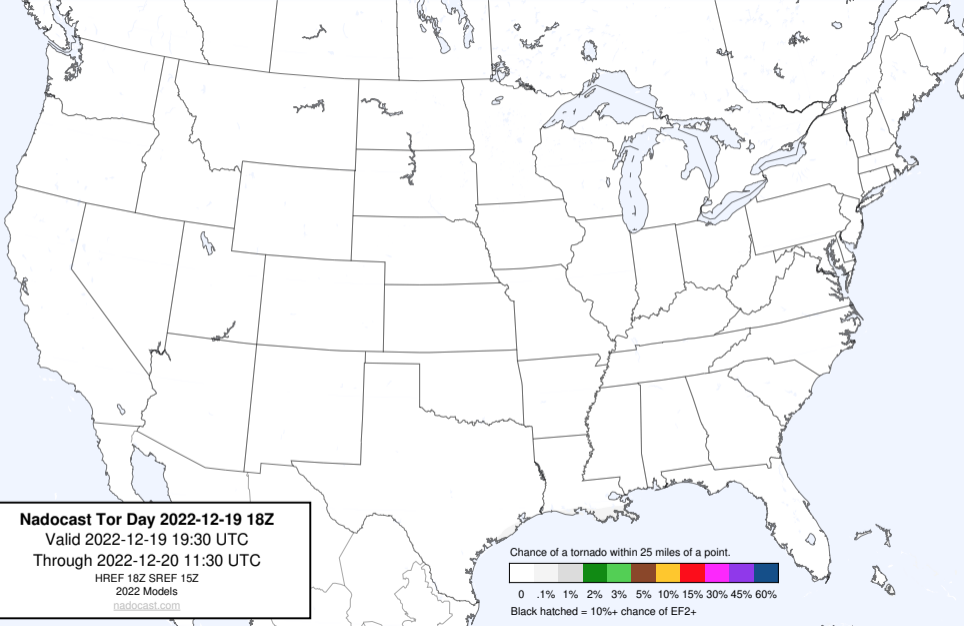 Nadocast Tor Day 2022-12-19 18Z
Valid 2022-12-19 19:30 UTC
Through 2022-12-20 11:30 UTC
HREF 18Z SREF 15Z
2022 Models
nadocast.com
Chance of a tornado within 25 miles of a point.
0 .1% 1% 2% 3% 5% 10% 15% 30% 45% 60%
Black hatched = 10%+ chance of EF2+